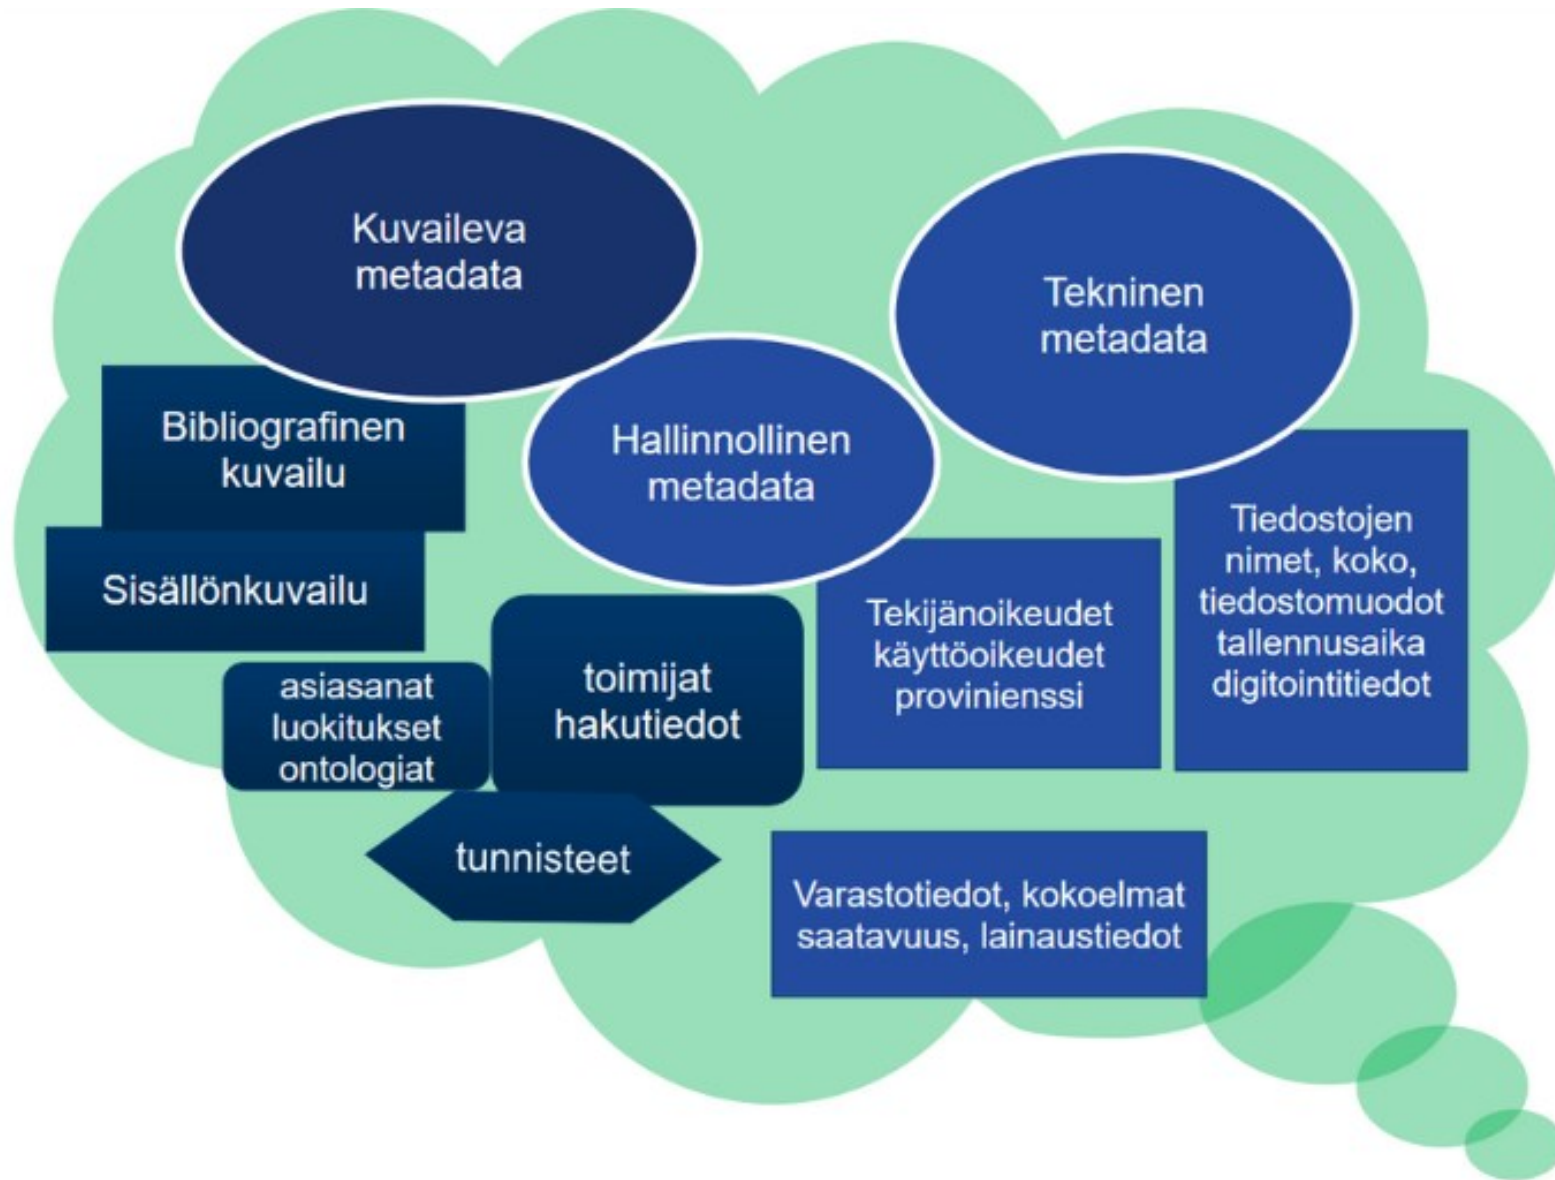 Kuvaileva
metadata
Tekninen
metadata
Hallinnollinen
metadata
Bibliografinen
kuvailu
Sisällönkuvailu
asiasanat
luokitukset
ontologiat
toimijat
hakutiedot
tunnisteet
Tekijänoikeudet
käyttöoikeudet
provinienssi
Tiedostojen
nimet, koko,
tiedostomuodot
tallennusaika
digitointitiedot
Varastotiedot, kokoelmat
saatavuus, lainaustiedot